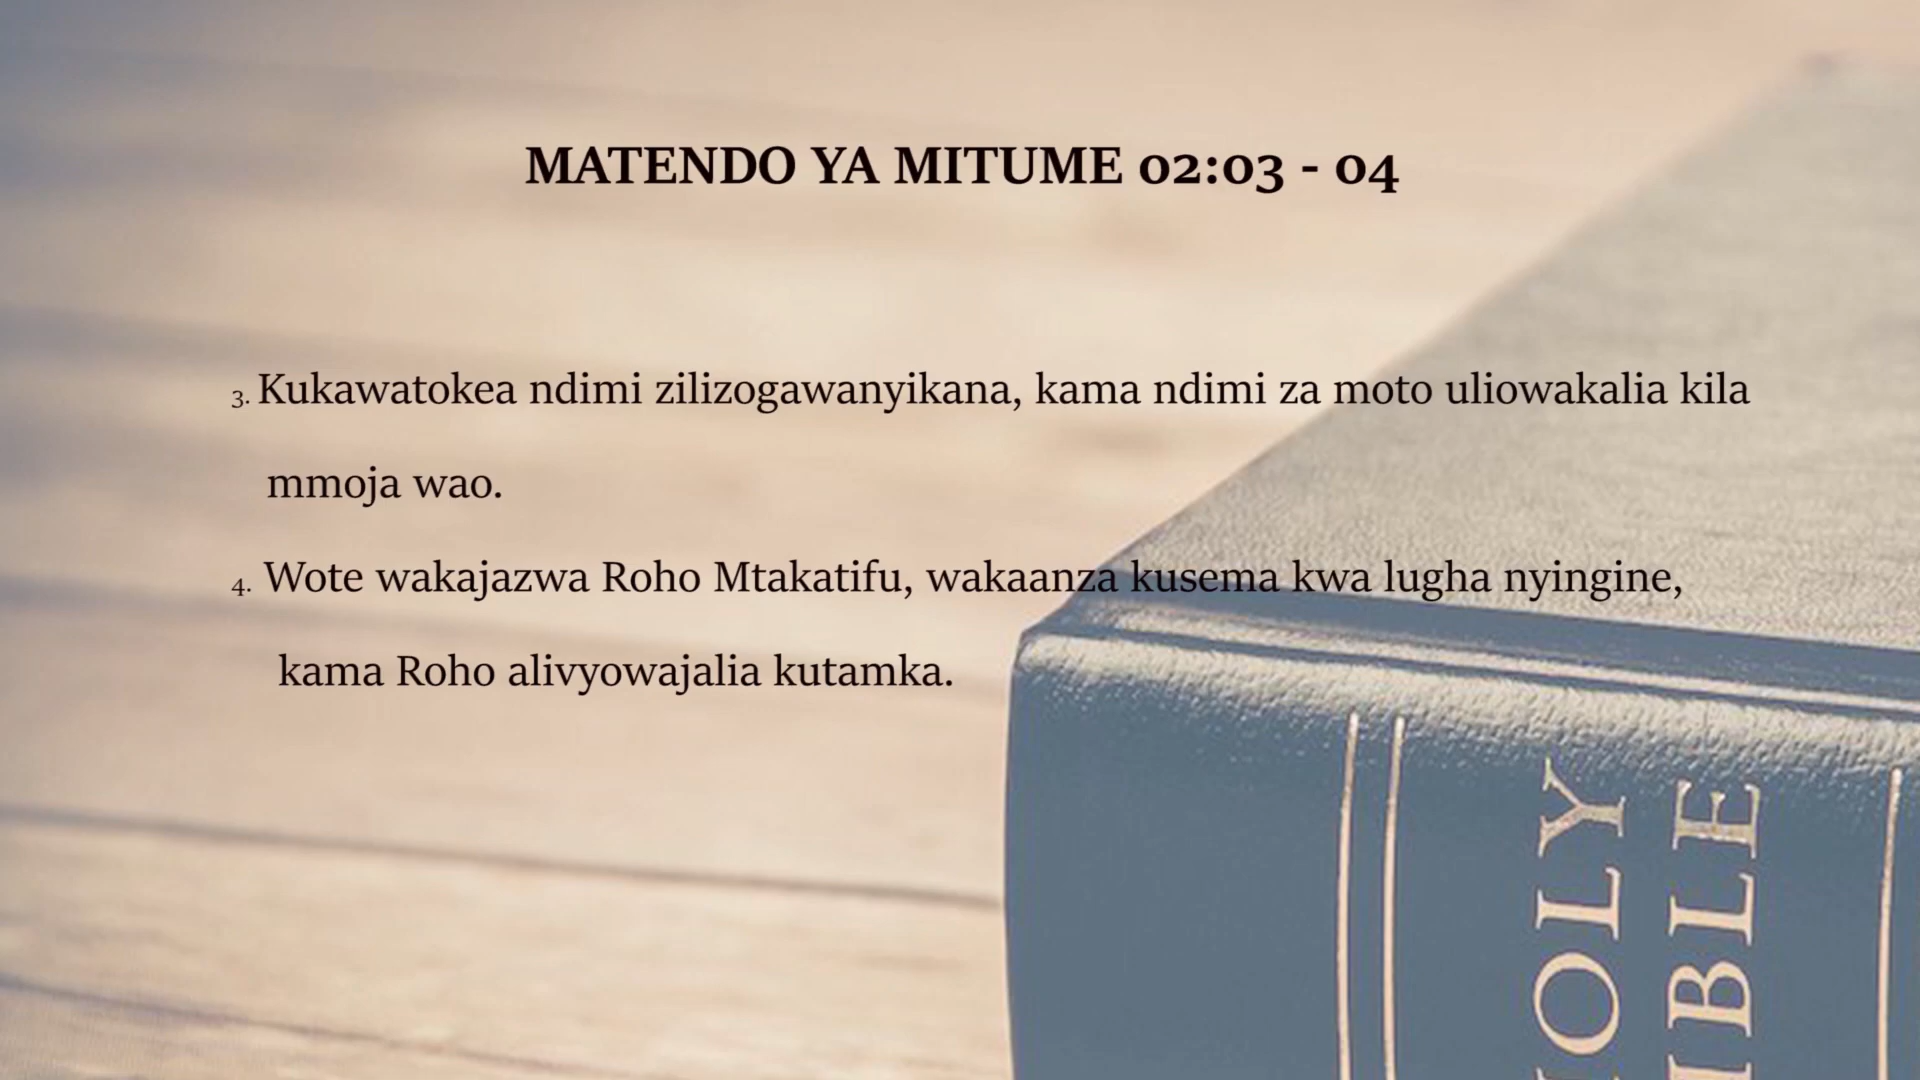 MATENDO YA MITUME 02:03 - 04
3. Kukawatokea ndimi zilizogawanyikana, kama ndimi za moto uliowakalia kila
mmoja wao.
4. Wote wakajazwa Roho Mtakatifu, wakaanza kusema kwa lugha nyingine,
kama Roho alivyowajalia kutamka.
OLY
IBLE